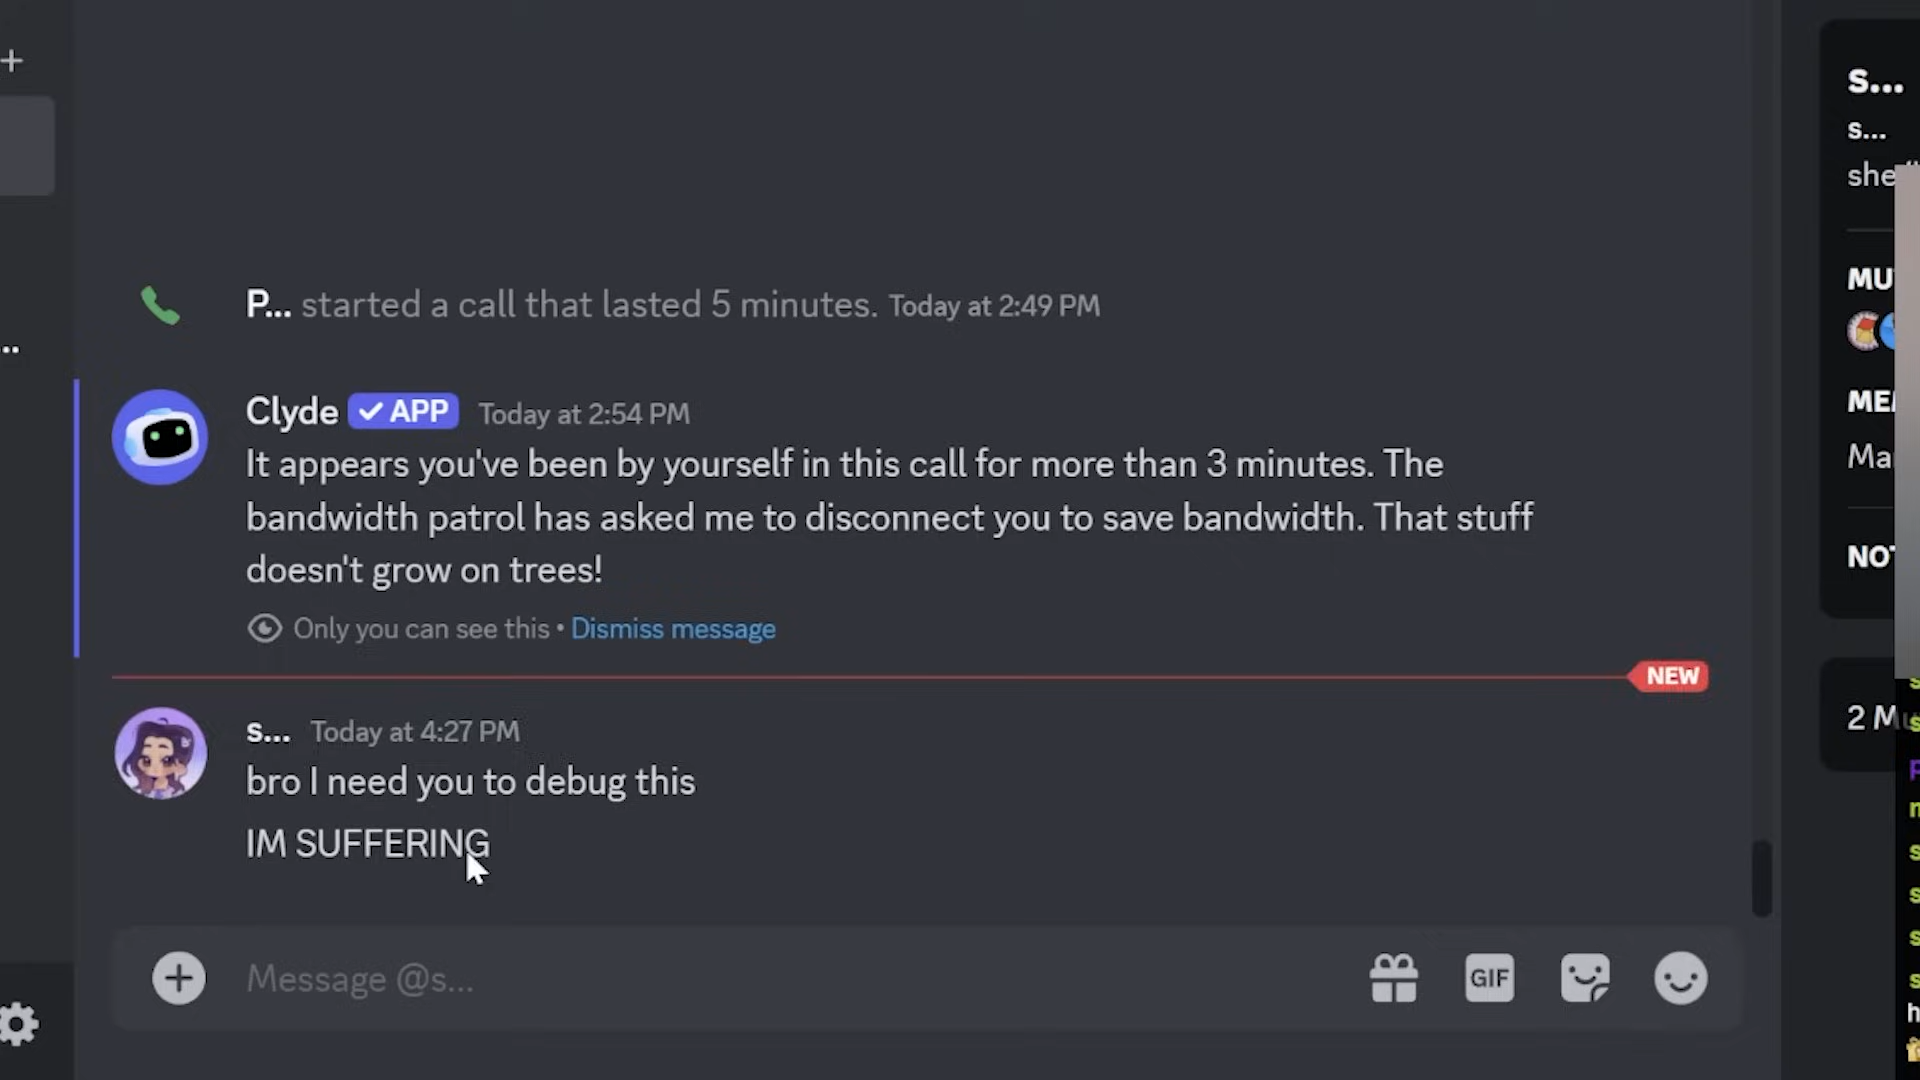 P... started a call that lasted 5 minutes. Today at 2:49 PM
Clyde ✓ APP Today at 2:54 PM
It appears you've been by yourself in this call for more than 3 minutes. The
bandwidth patrol has asked me to disconnect you to save bandwidth. That stuff
doesn't grow on trees!
Only you can see this • Dismiss message
NEW
s... Today at 4:27 PM
bro I need you to debug this
IM SUFFERING
Message @s...
GIF
S...
s...
she
MU
ME
Ma
NOT
2 M